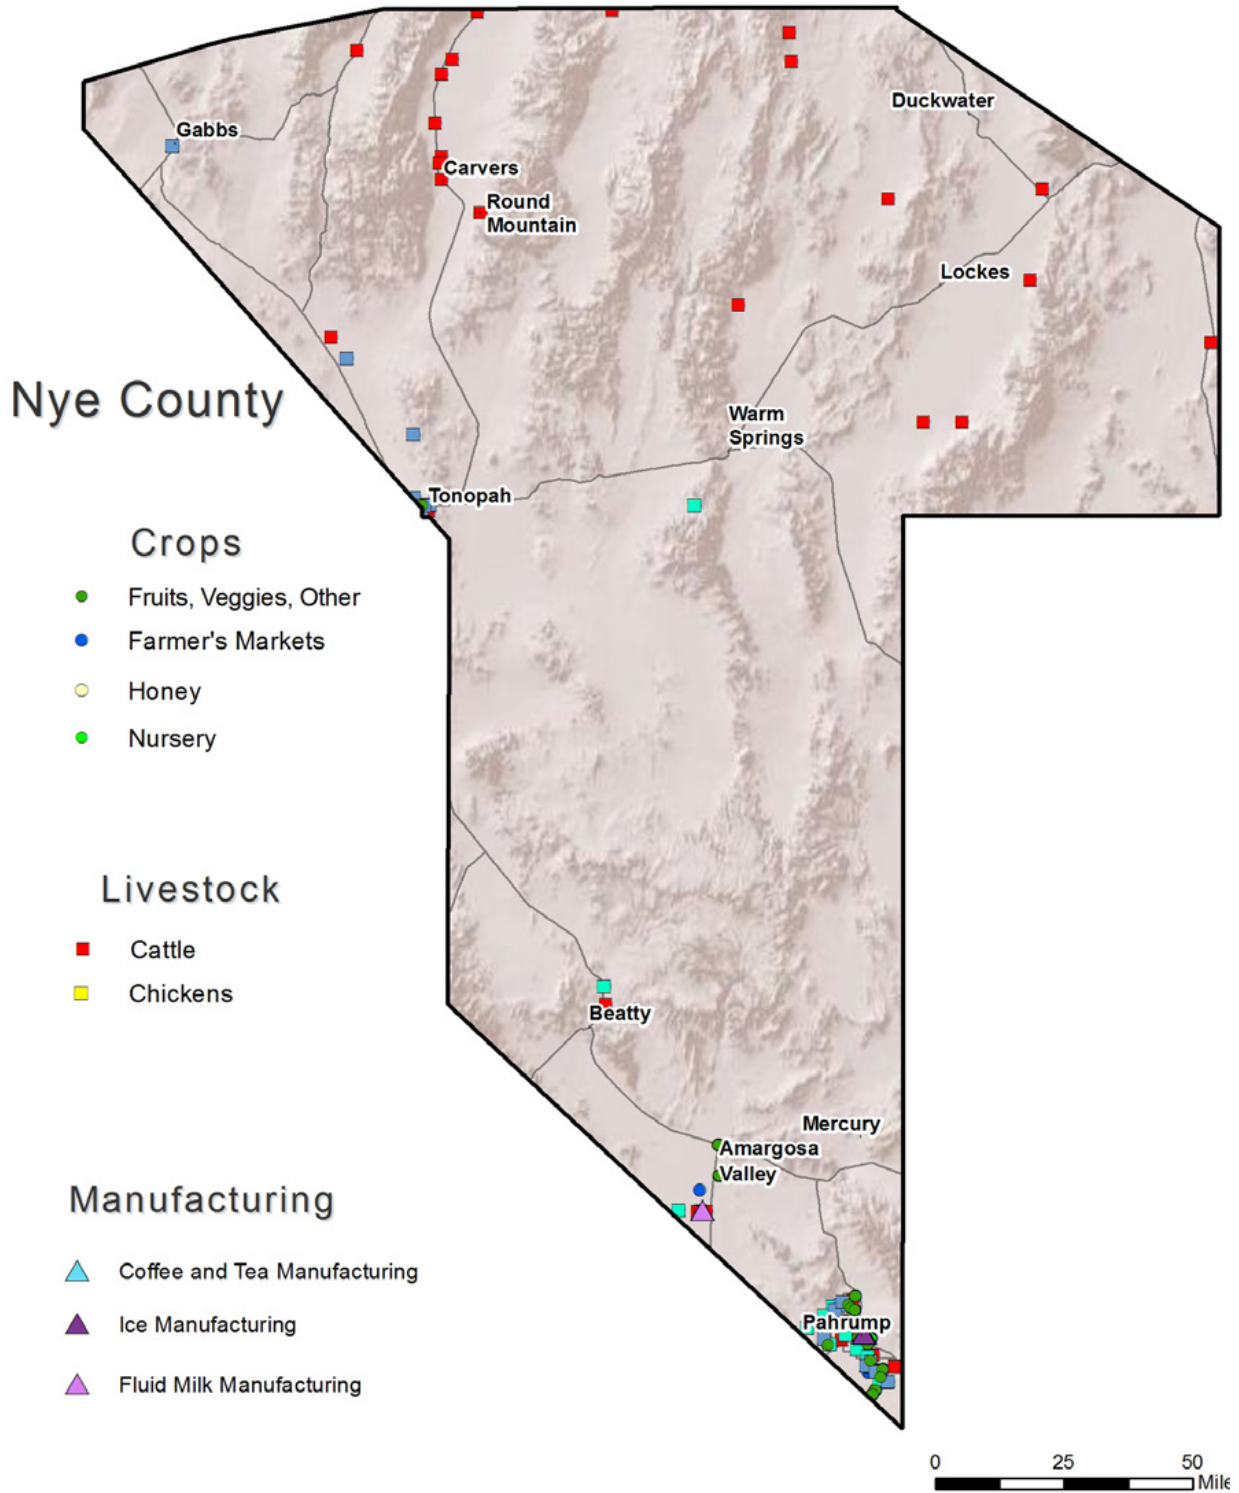 Duckwater
Gabbs
Carvers
Round
Mountain
Lockes
Nye County
Warm
Springs
Tonopah
Crops
Fruits, Veggies, Other
Farmer's Markets
Honey
Nursery
Livestock
Cattle
Chickens
Beatty
Mercury
Amargosa
Valley
Manufacturing
Coffee and Tea Manufacturing
Ice Manufacturing
Fluid Milk Manufacturing
Pahrump
0 25 50
Mile